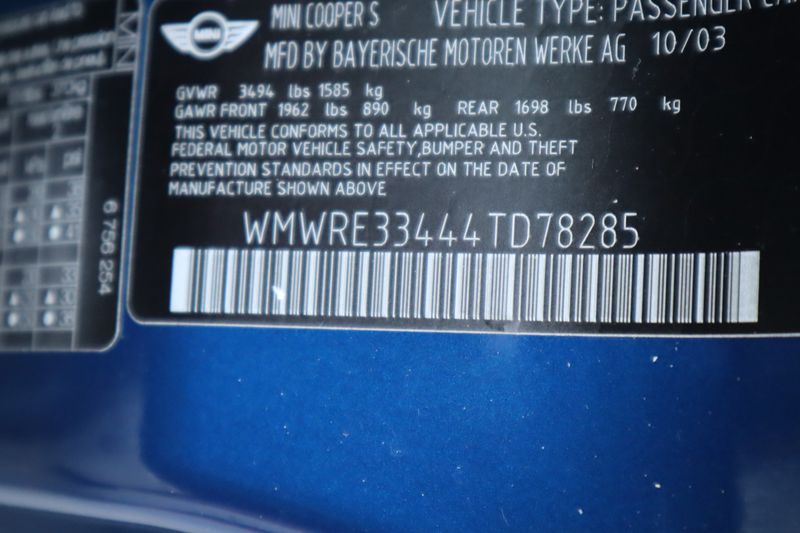 MINI
MINI COOPER S VEHICLE TYPE: PASSENGER
MFD BY BAYERISCHE MOTOREN WERKE AG 10/03
GVWR 3494 lbs 1585 kg
GAWR FRONT 1962 lbs 890 kg REAR 1698 lbs 770 kg
THIS VEHICLE CONFORMS TO ALL APPLICABLE U.S.
FEDERAL MOTOR VEHICLE SAFETY,BUMPER AND THEFT
PREVENTION STANDARDS IN EFFECT ON THE DATE OF
MANUFACTURE SHOWN ABOVE
WMWRE33444TD78285
6 756 254